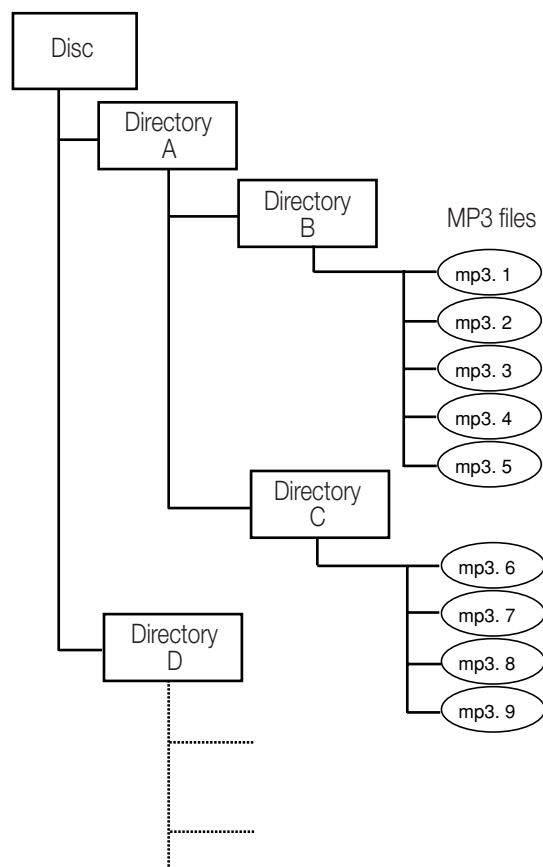 Disc
Directory
A
Directory
B
MP3 files
mp3. 1
mp3. 2
mp3. 3
mp3. 4
mp3. 5
Directory
C
mp3. 6
mp3. 7
mp3. 8
mp3. 9
Directory
D